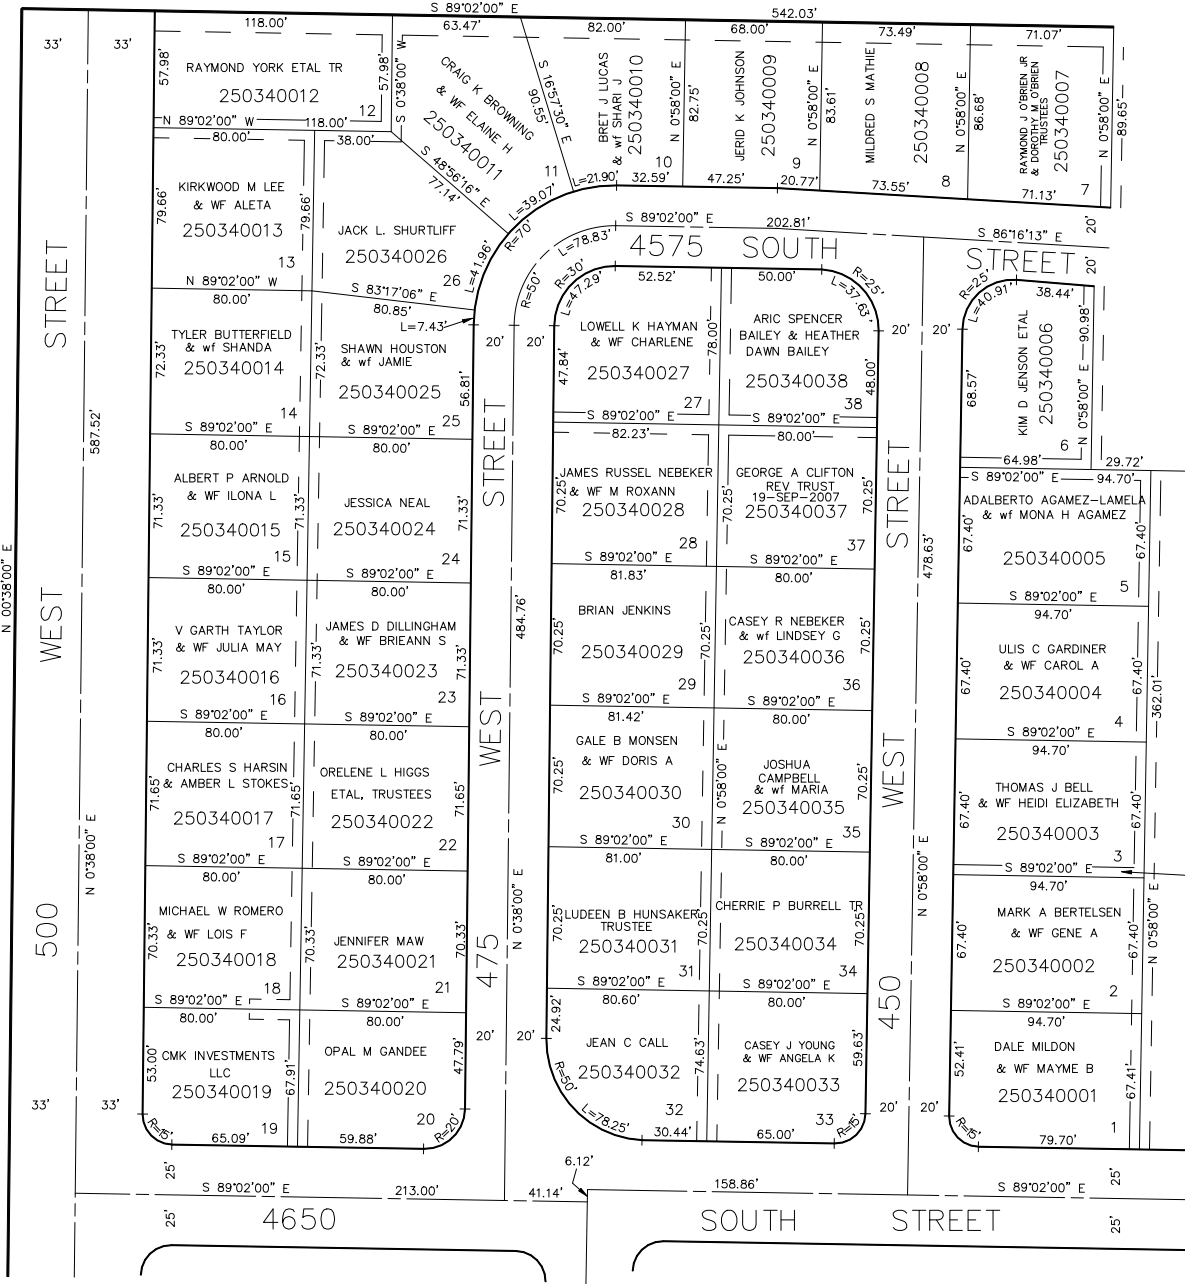 S 89°02'00" E
542.03'
33'
33'
118.00'
63.47'
82.00'
68.00'
73.49'
71.07'
57.98'
RAYMOND YORK ETAL TR
250340012
12
57.98'
S 0°38'00" W
N 89°02'00" W
118.00'
CRAIG K BROWNING
& WF ELAINE H
250340011
11
S 16°57'30" E
90.55'
S 48°56'16" E
77.14'
L=39.07'
R=70'
BRET J LUCAS
& wf SHARI J
250340010
10
N 0°58'00" E
82.75'
L=21.90'
32.59'
JERID K JOHNSON
250340009
9
N 0°58'00" E
83.61'
47.25'
20.77'
MILDRED S MATHIE
250340008
8
N 0°58'00" E
86.68'
73.55'
RAYMOND J O'BRIEN JR
& DOROTHY M O'BRIEN
TRUSTEES
250340007
7
N 0°58'00" E
89.65'
71.13'
80.00'
38.00'
79.66'
KIRKWOOD M LEE
& WF ALETA
250340013
13
79.66'
N 89°02'00" W
80.00'
JACK L. SHURTLIFF
250340026
26
L=41.96'
S 83°17'06" E
80.85'
L=7.43'
S 89°02'00" E
202.81'
S 86°16'13" E
20'
20'
4575 SOUTH STREET
L=78.83'
R=50'
R=30'
L=47.29'
52.52'
50.00'
R=25'
L=37.63'
R=25'
L=40.91'
38.44'
72.33'
TYLER BUTTERFIELD
& wf SHANDA
250340014
14
72.33'
S 89°02'00" E
80.00'
SHAWN HOUSTON
& wf JAMIE
250340025
25
56.81'
S 89°02'00" E
80.00'
20'
20'
47.84'
LOWELL K HAYMAN
& WF CHARLENE
250340027
27
78.00'
S 89°02'00" E
82.23'
ARIC SPENCER
BAILEY & HEATHER
DAWN BAILEY
250340038
38
48.00'
S 89°02'00" E
80.00'
20'
20'
68.57'
KIM D JENSON ETAL
250340006
6
N 0°58'00" E
90.98'
64.98'
29.72'
S 89°02'00" E
94.70'
587.52'
71.33'
ALBERT P ARNOLD
& WF ILONA L
250340015
15
71.33'
S 89°02'00" E
80.00'
JESSICA NEAL
250340024
24
71.33'
S 89°02'00" E
80.00'
70.25'
JAMES RUSSEL NEBEKER
& WF M ROXANN
250340028
28
70.25'
S 89°02'00" E
81.83'
GEORGE A CLIFTON
REV TRUST
19-SEP-2007
250340037
37
70.25'
S 89°02'00" E
80.00'
478.63'
67.40'
ADALBERTO AGAMEZ-LAMELA
& wf MONA H AGAMEZ
250340005
5
67.40'
S 89°02'00" E
94.70'
N 00°38'00" E
71.33'
V GARTH TAYLOR
& WF JULIA MAY
250340016
16
71.33'
S 89°02'00" E
80.00'
JAMES D DILLINGHAM
& WF BRIEANN S
250340023
23
71.33'
S 89°02'00" E
80.00'
484.76'
70.25'
BRIAN JENKINS
250340029
29
70.25'
S 89°02'00" E
81.42'
CASEY R NEBEKER
& wf LINDSEY G
250340036
36
70.25'
S 89°02'00" E
80.00'
67.40'
ULIS C GARDINER
& WF CAROL A
250340004
4
67.40'
S 89°02'00" E
94.70'
362.01'
71.65'
CHARLES S HARSIN
& AMBER L STOKES
250340017
17
71.65'
S 89°02'00" E
80.00'
ORELENE L HIGGS
ETAL, TRUSTEES
250340022
22
71.65'
S 89°02'00" E
80.00'
70.25'
GALE B MONSEN
& WF DORIS A
250340030
30
N 0°58'00" E
S 89°02'00" E
81.00'
JOSHUA
CAMPBELL
& wf MARIA
250340035
35
70.25'
S 89°02'00" E
80.00'
67.40'
THOMAS J BELL
& WF HEIDI ELIZABETH
250340003
3
67.40'
S 89°02'00" E
94.70'
N 0°38'00" E
70.33'
MICHAEL W ROMERO
& WF LOIS F
250340018
18
70.33'
S 89°02'00" E
80.00'
JENNIFER MAW
250340021
21
70.33'
S 89°02'00" E
80.00'
N 0°38'00" E
70.25'
LUDEEN B HUNSAKER
TRUSTEE
250340031
31
70.25'
S 89°02'00" E
80.60'
CHERRIE P BURRELL TR
250340034
34
70.25'
S 89°02'00" E
80.00'
N 0°58'00" E
67.40'
MARK A BERTELSEN
& WF GENE A
250340002
2
67.40'
S 89°02'00" E
94.70'
N 0°58'00" E
53.00'
CMK INVESTMENTS
LLC
250340019
19
67.91'
R=15'
65.09'
OPAL M GANDEE
250340020
20
47.79'
59.88'
R=20'
20'
20'
24.92'
JEAN C CALL
250340032
32
74.63'
R=50'
L=78.25'
30.44'
CASEY J YOUNG
& WF ANGELA K
250340033
33
59.63'
65.00'
R=15'
20'
20'
52.41'
DALE MILDON
& WF MAYME B
250340001
1
67.41'
R=15'
79.70'
33'
33'
500 WEST STREET
475 WEST STREET
450 WEST STREET
25'
25'
S 89°02'00" E
213.00'
41.14'
6.12'
158.86'
S 89°02'00" E
25'
25'
4650 SOUTH STREET